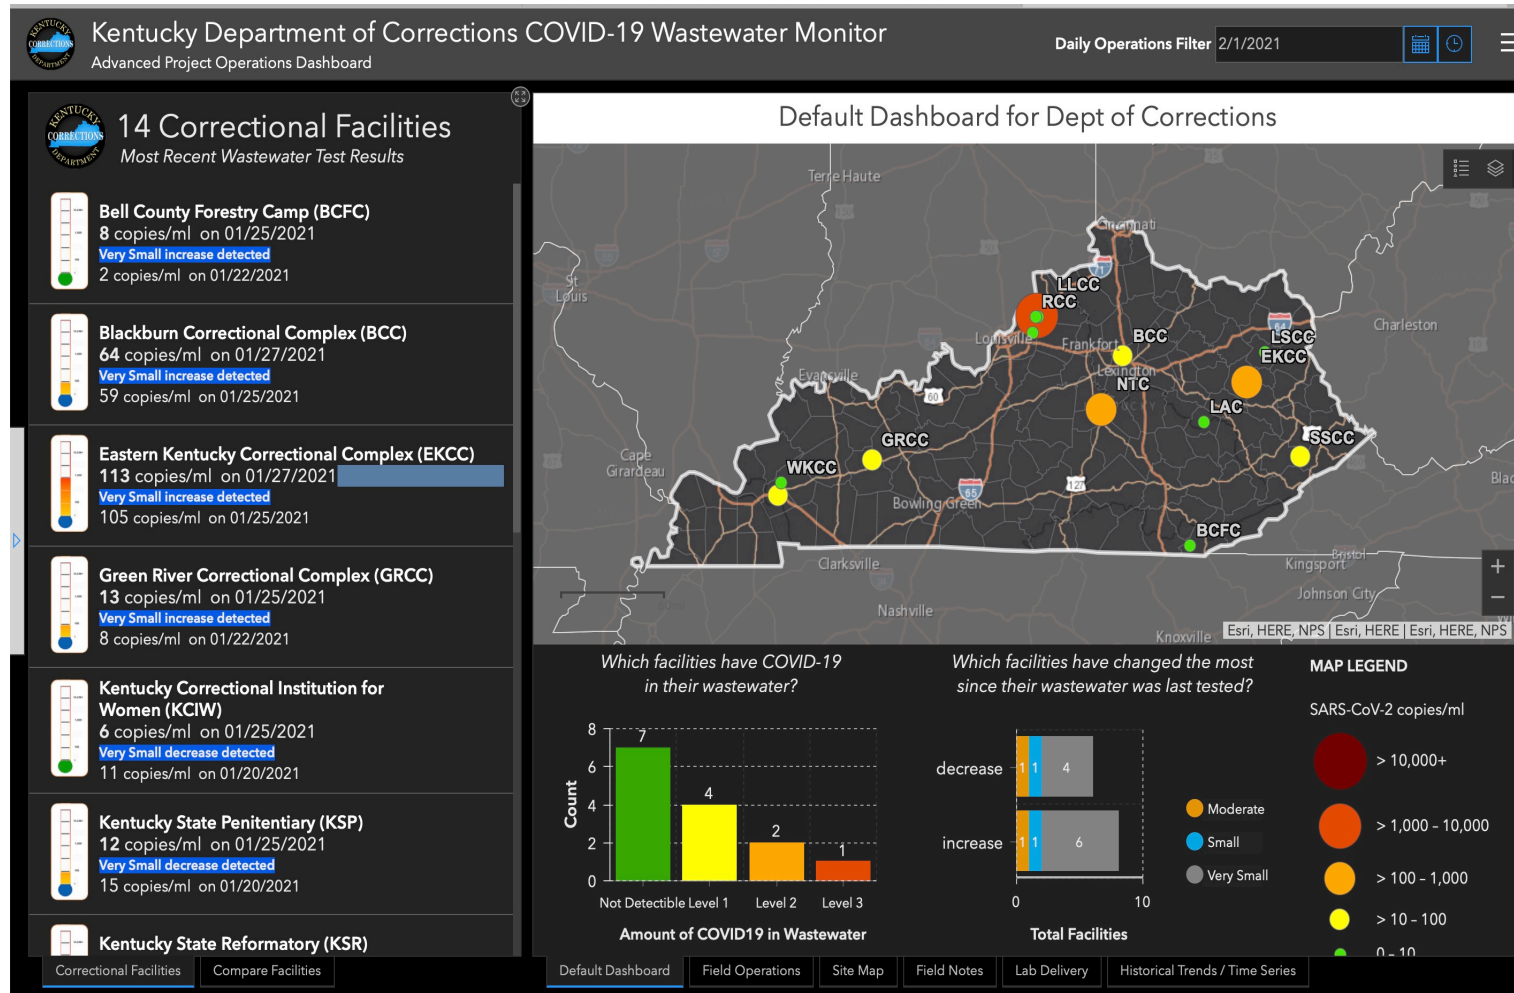 Kentucky Department of Corrections COVID-19 Wastewater Monitor
Advanced Project Operations Dashboard
Daily Operations Filter 2/1/2021
KENTUCKY
CORRECTIONS
DEPARTMENT
14 Correctional Facilities
Most Recent Wastewater Test Results
Bell County Forestry Camp (BCFC)
8 copies/ml on 01/25/2021
Very Small increase detected
2 copies/ml on 01/22/2021
Blackburn Correctional Complex (BCC)
64 copies/ml on 01/27/2021
Very Small increase detected
59 copies/ml on 01/25/2021
Eastern Kentucky Correctional Complex (EKCC)
113 copies/ml on 01/27/2021
Very Small increase detected
105 copies/ml on 01/25/2021
Green River Correctional Complex (GRCC)
13 copies/ml on 01/25/2021
Very Small increase detected
8 copies/ml on 01/22/2021
Kentucky Correctional Institution for
Women (KCIW)
6 copies/ml on 01/25/2021
Very Small decrease detected
11 copies/ml on 01/20/2021
Kentucky State Penitentiary (KSP)
12 copies/ml on 01/25/2021
Very Small decrease detected
15 copies/ml on 01/20/2021
Kentucky State Reformatory (KSR)
Correctional Facilities
Compare Facilities
Default Dashboard for Dept of Corrections
Terre Haute
Cincinnati
71
St
Louis
LLCC
RCC
64
Charleston
Louisville
Frankfort
BCC
LSCC
EKCC
Evansville
Lexington
NTC
60
LAC
GRCC
SSCC
Cape
Girardeau
WKCC
65
127
Bowling Green
BCFC
Clarksville
Bristol
Kingsport
Johnson City
Nashville
Knoxville
Esri, HERE, NPS | Esri, HERE | Esri, HERE, NPS
Which facilities have COVID-19
in their wastewater?
8
6
4
2
0
Count
7
4
2
1
Not Detectible
Level 1
Level 2
Level 3
Amount of COVID19 in Wastewater
Which facilities have changed the most
since their wastewater was last tested?
decrease
1 1 4
increase
1 1 6
0
10
Total Facilities
Moderate
Small
Very Small
MAP LEGEND
SARS-CoV-2 copies/ml
> 10,000+
> 1,000 - 10,000
> 100 - 1,000
> 10 - 100
0 - 10
Default Dashboard
Field Operations
Site Map
Field Notes
Lab Delivery
Historical Trends / Time Series